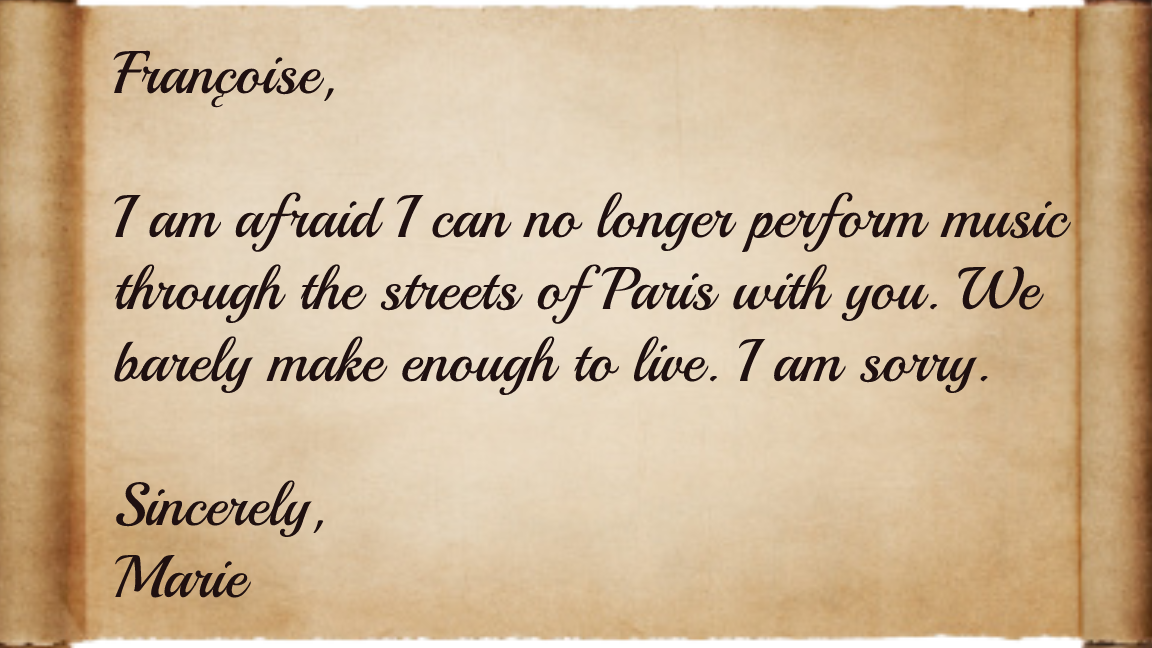 Françoise,
I am afraid I can no longer perform music
through the streets of Paris with you. We
barely make enough to live. I am sorry.
Sincerely,
Marie